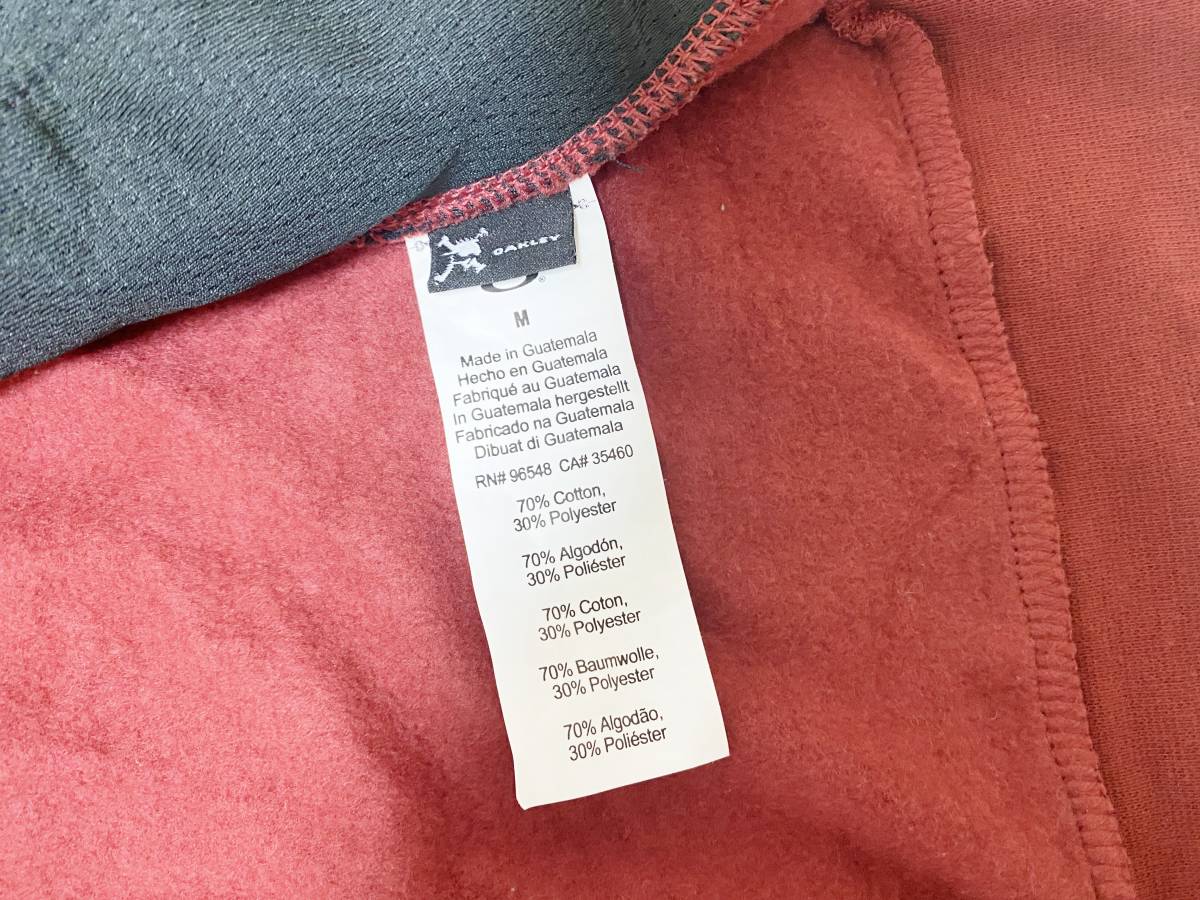 OAKLEY
®
M
Made in Guatemala
Hecho en Guatemala
Fabriqué au Guatemala
In Guatemala hergestellt
Fabricado na Guatemala
Dibuat di Guatemala
RN# 96548 CA# 35460
70% Cotton,
30% Polyester
70% Algodón,
30% Poliéster
70% Coton,
30% Polyester
70% Baumwolle,
30% Polyester
70% Algodão,
30% Poliéster